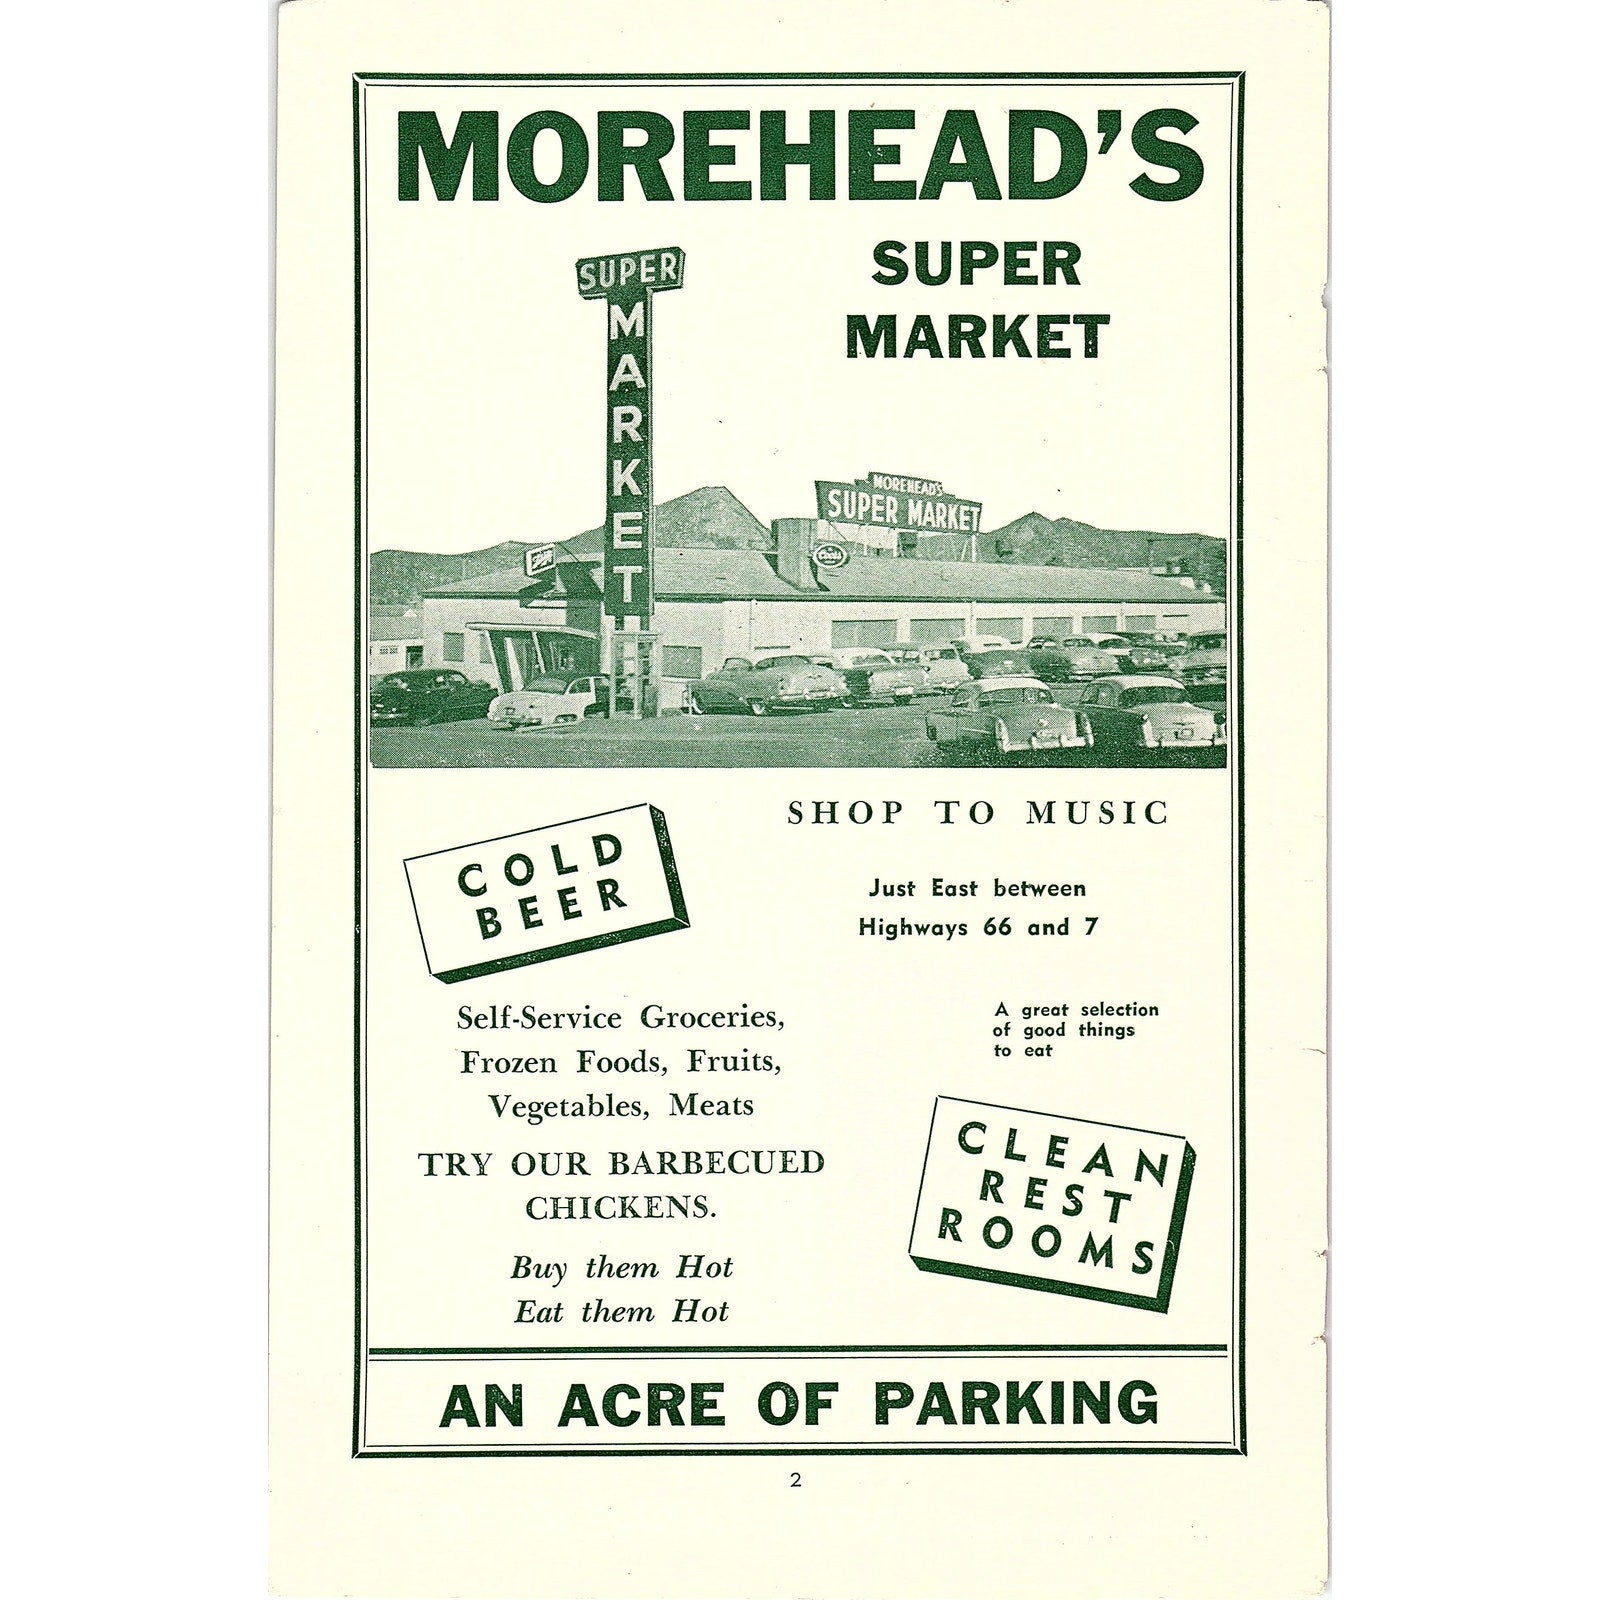 MOREHEAD'S
SUPER
MARKET
SUPER
MARKET
MOREHEAD'S
SUPER MARKET
Coors
SHOP TO MUSIC
COLD
BEER
Just East between
Highways 66 and 7
Self-Service Groceries,
Frozen Foods, Fruits,
Vegetables, Meats
A great selection
of good things
to eat
TRY OUR BARBECUED
CHICKENS.
Buy them Hot
Eat them Hot
CLEAN
REST
ROOMS
AN ACRE OF PARKING
2